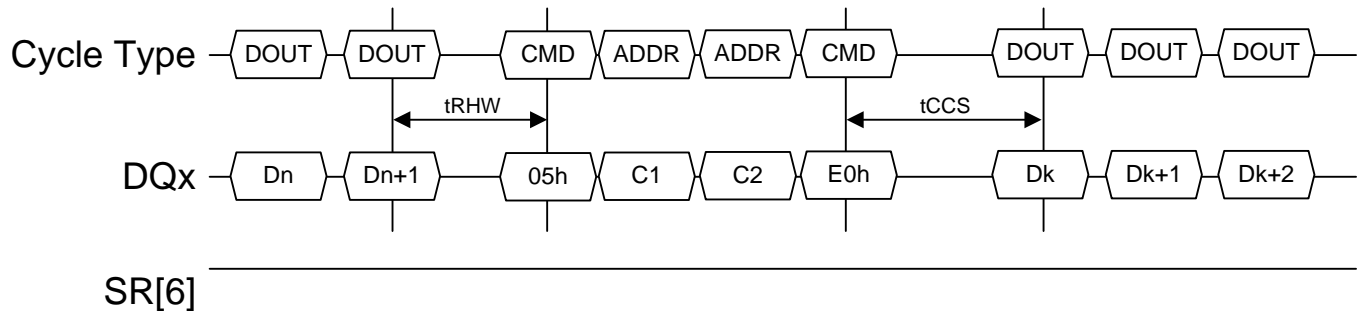 Cycle Type DOUT DOUT CMD ADDR ADDR CMD DOUT DOUT DOUT
tRHW tCCS
DQx Dn Dn+1 05h C1 C2 E0h Dk Dk+1 Dk+2
SR[6]